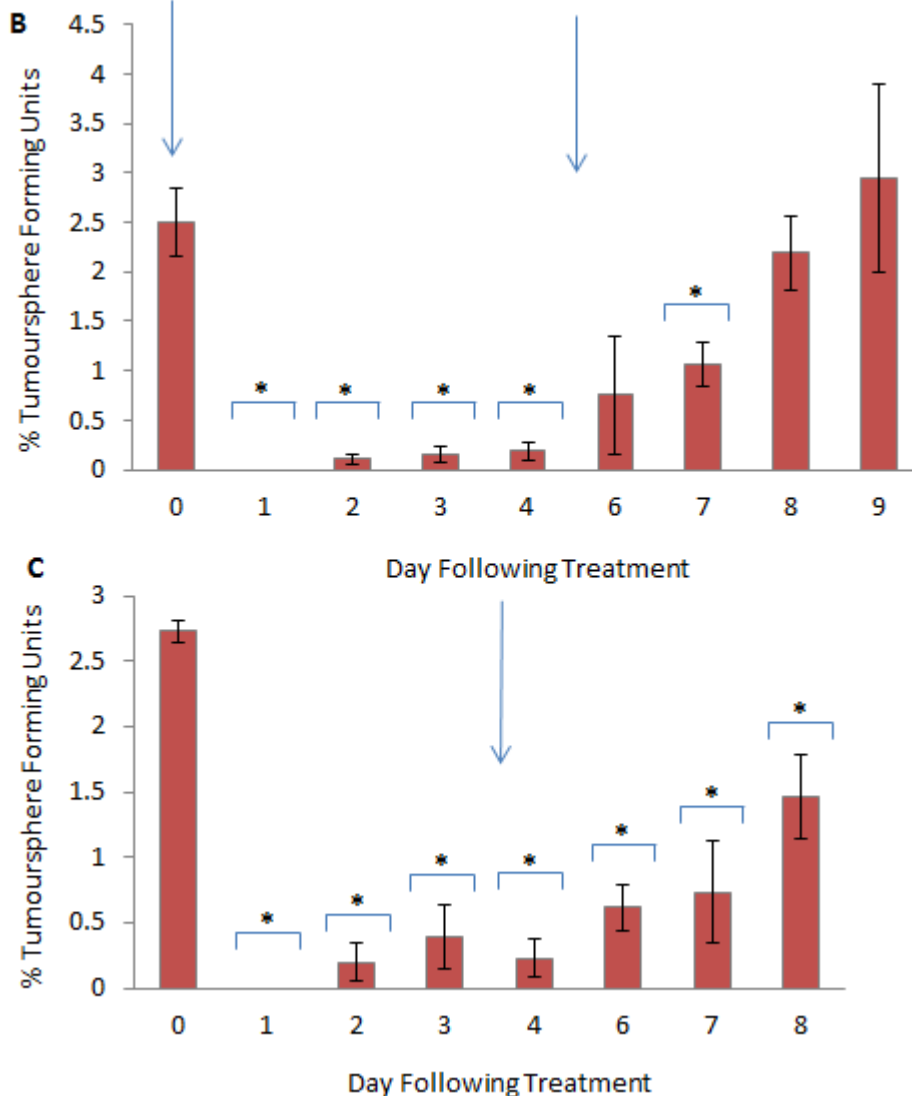 B
% Tumoursphere Forming Units
4.5
4
3.5
3
2.5
2
1.5
1
0.5
0
* * * * *
0 1 2 3 4 6 7 8 9
Day Following Treatment
C
% Tumoursphere Forming Units
3
2.5
2
1.5
1
0.5
0
* * * * * * *
0 1 2 3 4 6 7 8
Day Following Treatment